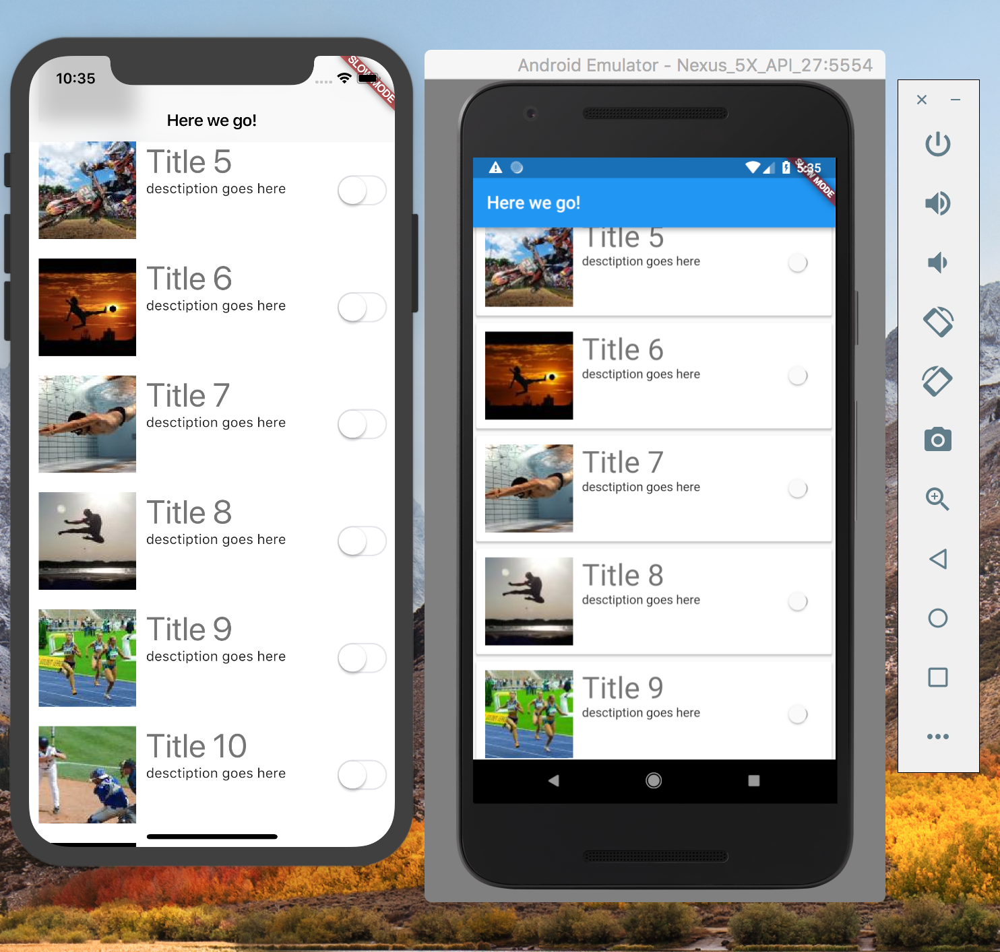 10:35
SLOW MODE
Here we go!
Title 5
desctiption goes here
Title 6
desctiption goes here
Title 7
desctiption goes here
Title 8
desctiption goes here
Title 9
desctiption goes here
Title 10
desctiption goes here
Android Emulator - Nexus_5X_API_27:5554
5:35
SLOW MODE
Here we go!
Title 5
desctiption goes here
Title 6
desctiption goes here
Title 7
desctiption goes here
Title 8
desctiption goes here
Title 9
desctiption goes here